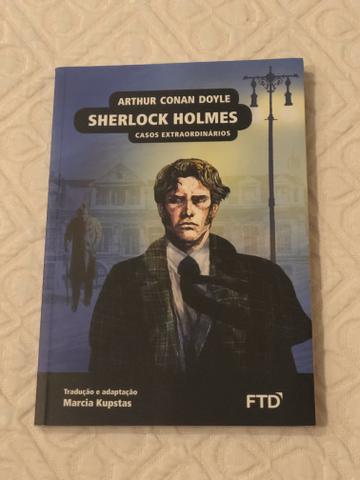 ARTHUR CONAN DOYLE
SHERLOCK HOLMES
CASOS EXTRAORDINÁRIOS
Tradução e adaptação
Marcia Kupstas
FTD